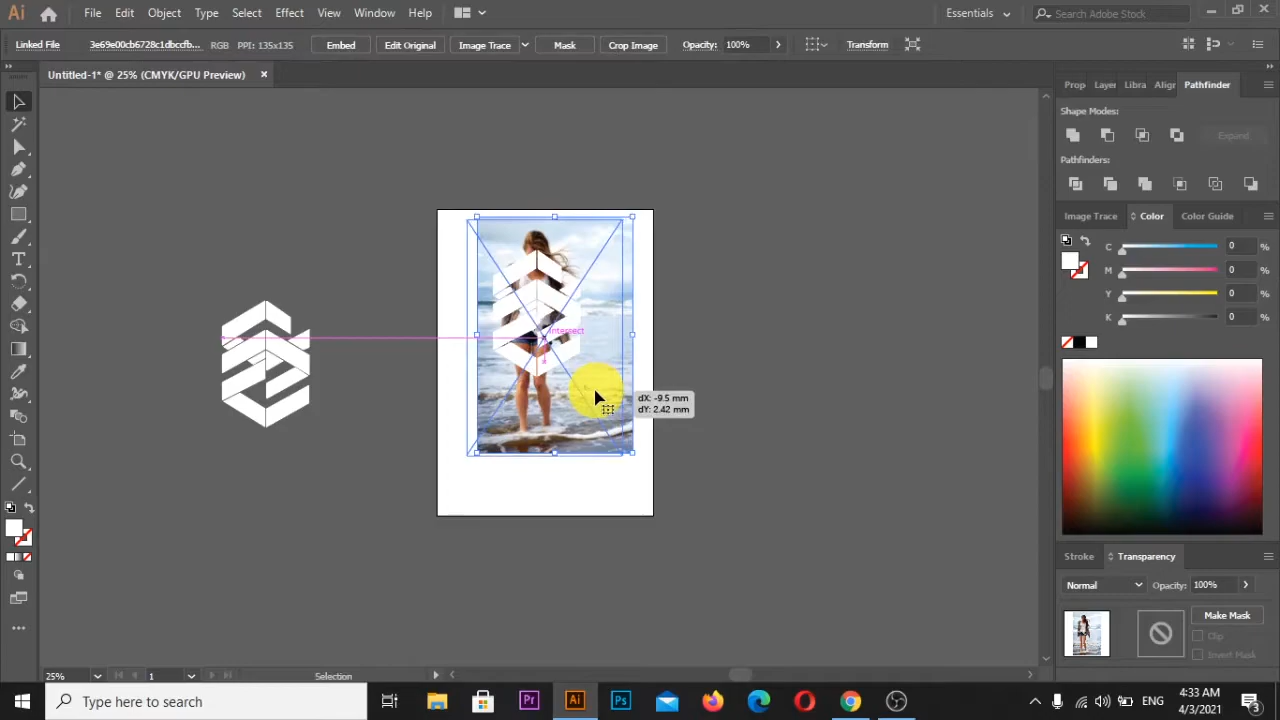 Ai File Edit Object Type Select Effect View Window Help Essentials Search Adobe Stock
Linked File 3e69e00cb6728c1dbccfb... RGB PPI: 135x135 Embed Edit Original Image Trace Mask Crop Image Opacity: 100% Transform
Untitled-1* @ 25% (CMYK/GPU Preview)
Prop Layer Libra Align Pathfinder
Shape Modes:
Expand
Pathfinders:
Image Trace Color Color Guide
C 0 %
M 0 %
Y 0 %
K 0 %
intersect
dX: -9.5 mm
dY: 2.42 mm
Stroke Transparency
Normal Opacity: 100%
Make Mask
Clip
Invert Mask
25% 1 Selection
Type here to search Pr Ai Ps ENG 4:33 AM
4/3/2021 3